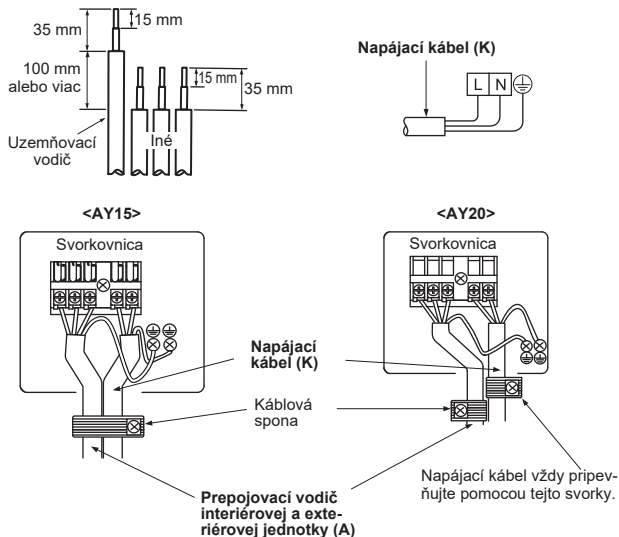 35 mm
15 mm
100 mm
alebo viac
Uzemňovací
vodič
Iné
15 mm
35 mm
Napájací kábel (K)
L N
<AY15>
Svorkovnica
<AY20>
Svorkovnica
Napájací
kábel (K)
Káblová
spona
Prepojovací vodič
interiérovej a exte-
riérovej jednotky (A)
Napájací kábel vždy pripev-
ňujte pomocou tejto svorky.